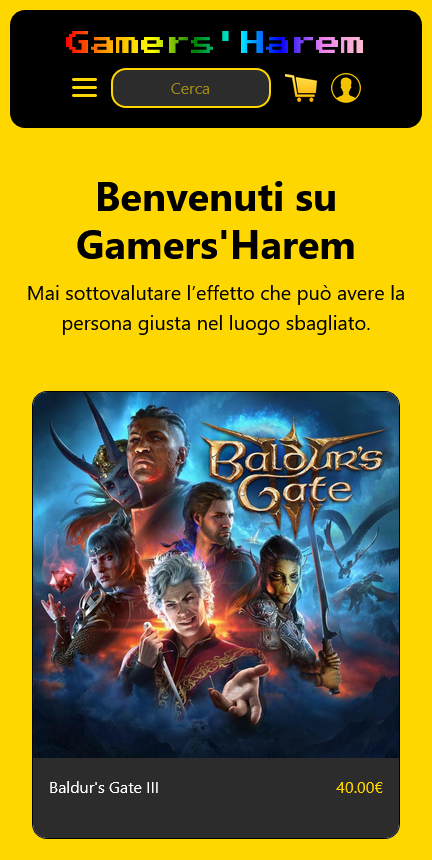 Gamers'Harem
Cerca
Benvenuti su
Gamers'Harem
Mai sottovalutare l’effetto che può avere la
persona giusta nel luogo sbagliato.
Baldur's
Gate
III
Baldur's Gate III
40.00€